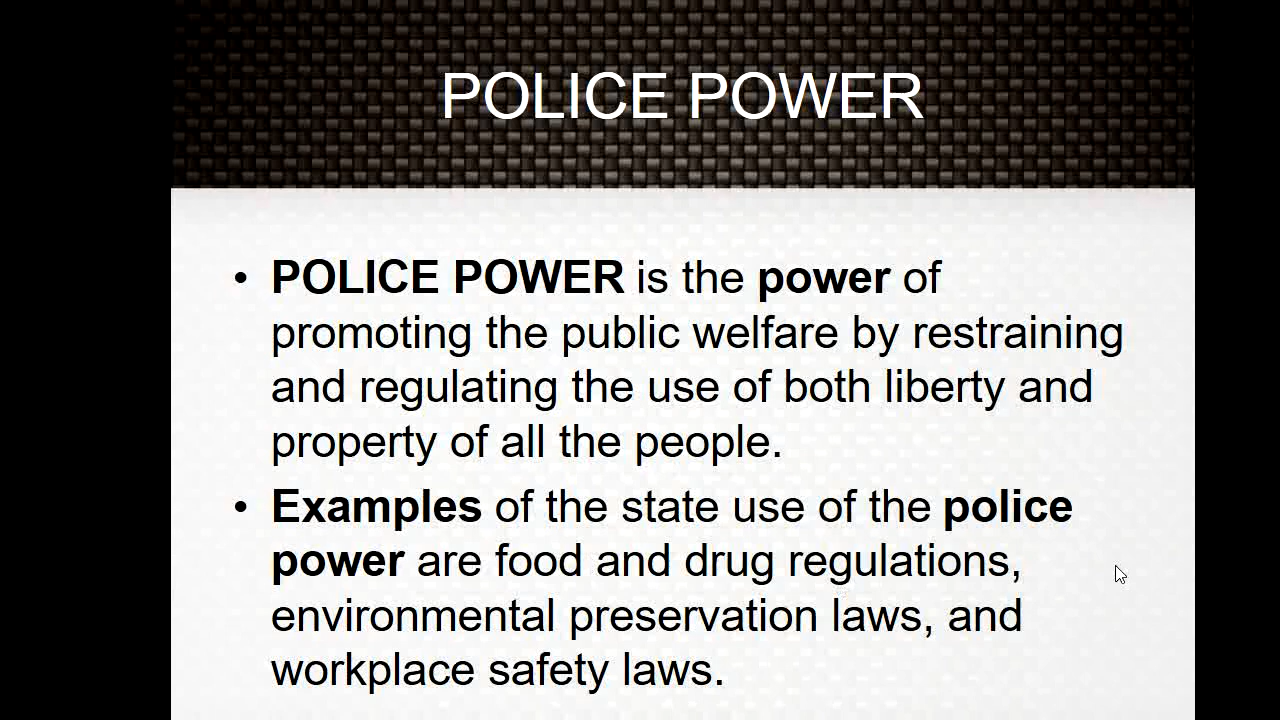 POLICE POWER
• POLICE POWER is the power of
promoting the public welfare by restraining
and regulating the use of both liberty and
property of all the people.
• Examples of the state use of the police
power are food and drug regulations,
environmental preservation laws, and
workplace safety laws.